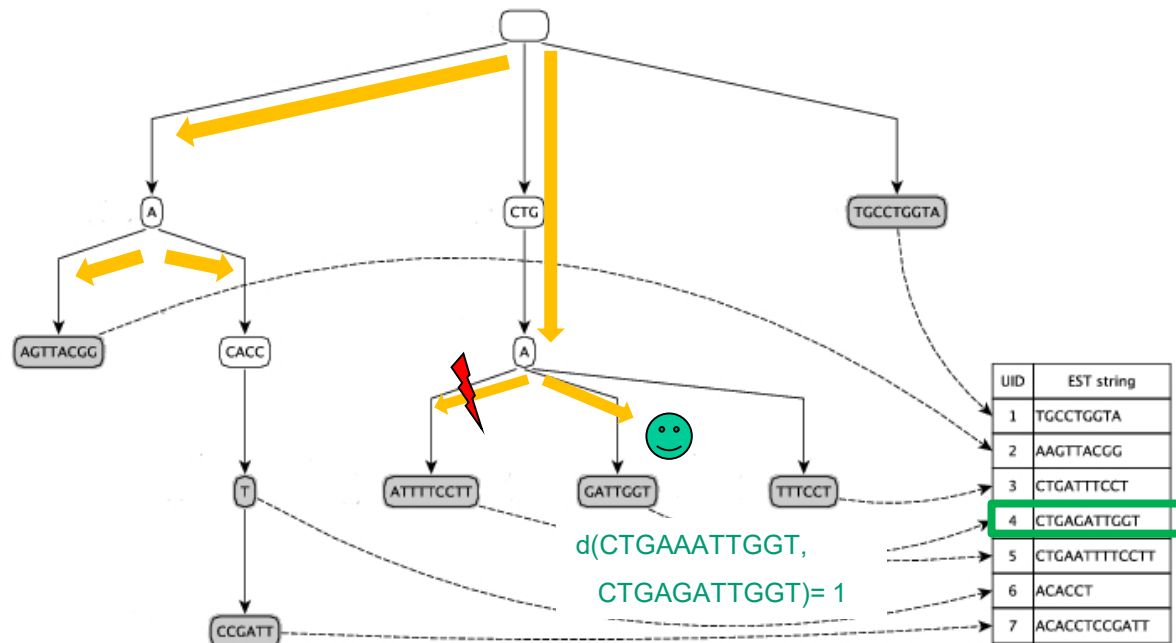 A
CTG
TGCCTGGTA
AGTTACGG
CACC
A
T
ATTTTCCTT
GATTGGT
TTTCCT
CCGATT
d(CTGAAATTGGT,
CTGAGATTGGT)= 1
UID EST string
1 TGCCTGGTA
2 AAGTTACGG
3 CTGATTTCCT
4 CTGAGATTGGT
5 CTGAATTTTCCTT
6 ACACCT
7 ACACCTCCGATT